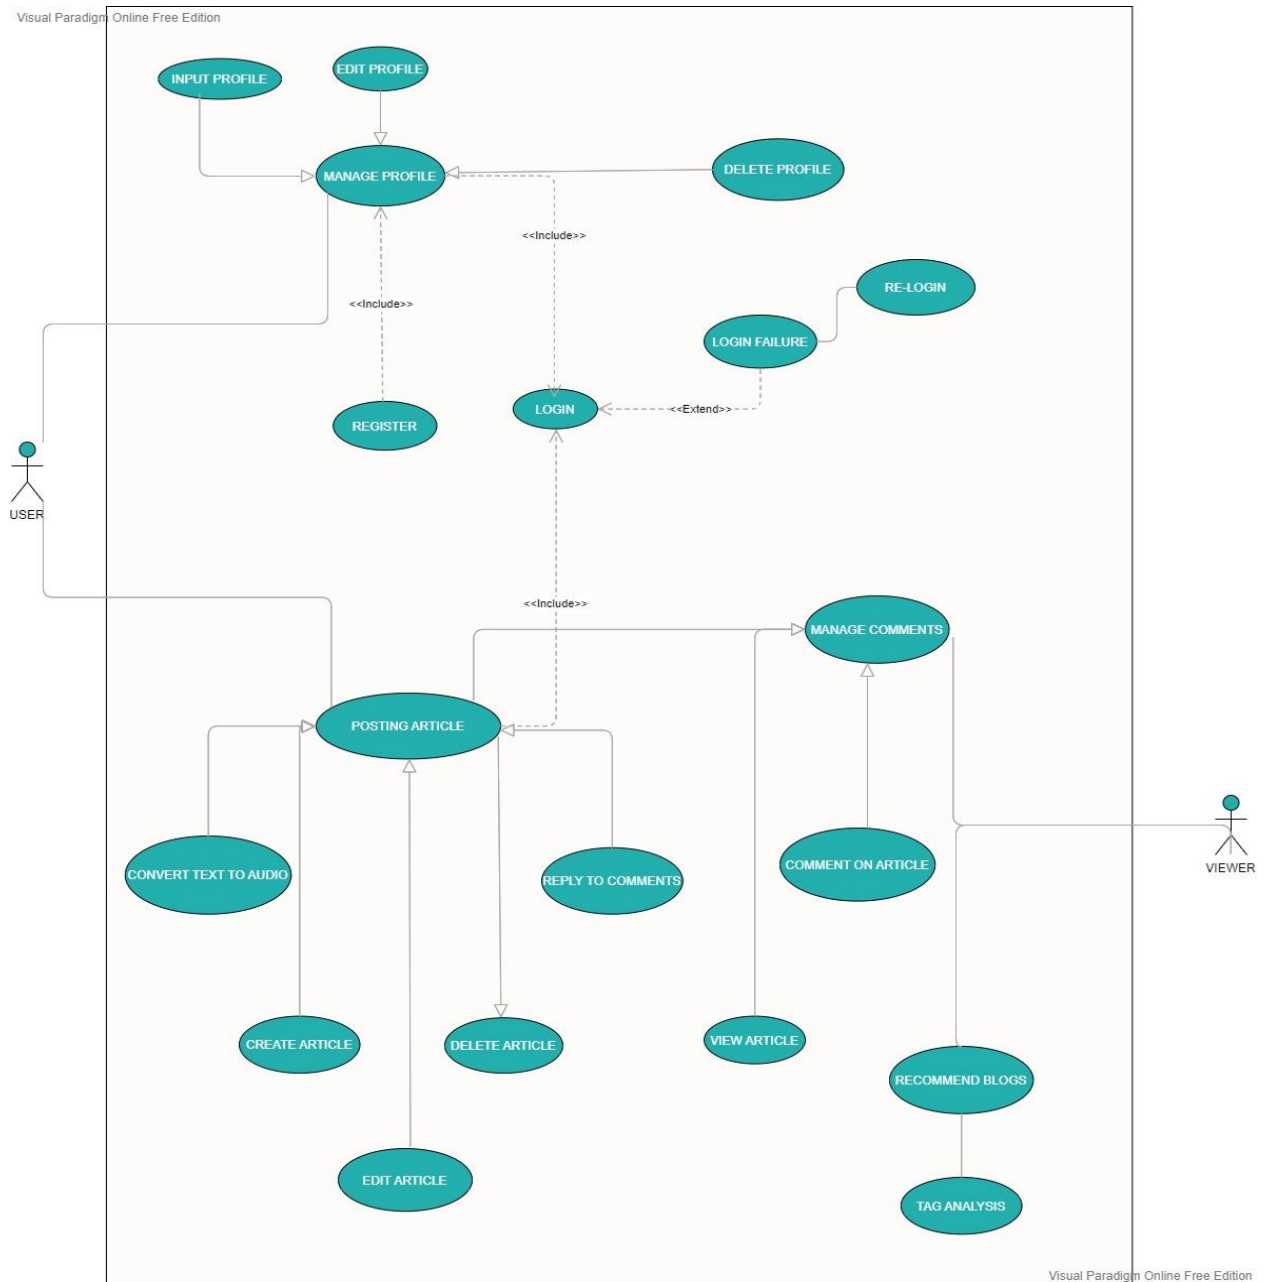 Visual Paradigm Online Free Edition
INPUT PROFILE
EDIT PROFILE
MANAGE PROFILE
DELETE PROFILE
<<Include>>
<<Include>>
RE-LOGIN
LOGIN FAILURE
REGISTER
LOGIN
<<Extend>>
USER
<<Include>>
MANAGE COMMENTS
POSTING ARTICLE
CONVERT TEXT TO AUDIO
REPLY TO COMMENTS
COMMENT ON ARTICLE
VIEWER
CREATE ARTICLE
DELETE ARTICLE
VIEW ARTICLE
RECOMMEND BLOGS
EDIT ARTICLE
TAG ANALYSIS
Visual Paradigm Online Free Edition